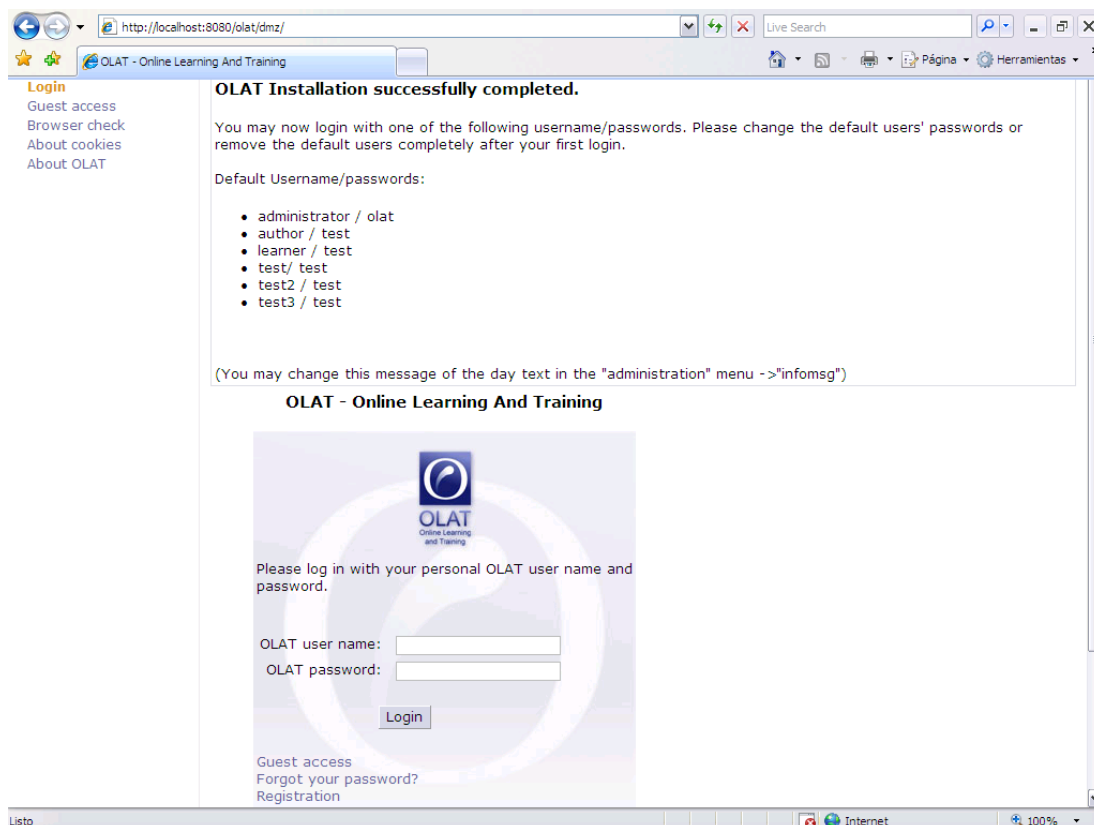 http://localhost:8080/olat/dmz/
Live Search
OLAT - Online Learning And Training
Página
Herramientas
Login
Guest access
Browser check
About cookies
About OLAT
OLAT Installation successfully completed.
You may now login with one of the following username/passwords. Please change the default users' passwords or
remove the default users completely after your first login.
Default Username/passwords:
administrator / olat
author / test
learner / test
test/ test
test2 / test
test3 / test
(You may change this message of the day text in the "administration" menu ->"infomsg")
OLAT - Online Learning And Training
OLAT
Online Learning
and Training
Please log in with your personal OLAT user name and
password.
OLAT user name:
OLAT password:
Login
Guest access
Forgot your password?
Registration
Listo
Internet
100%